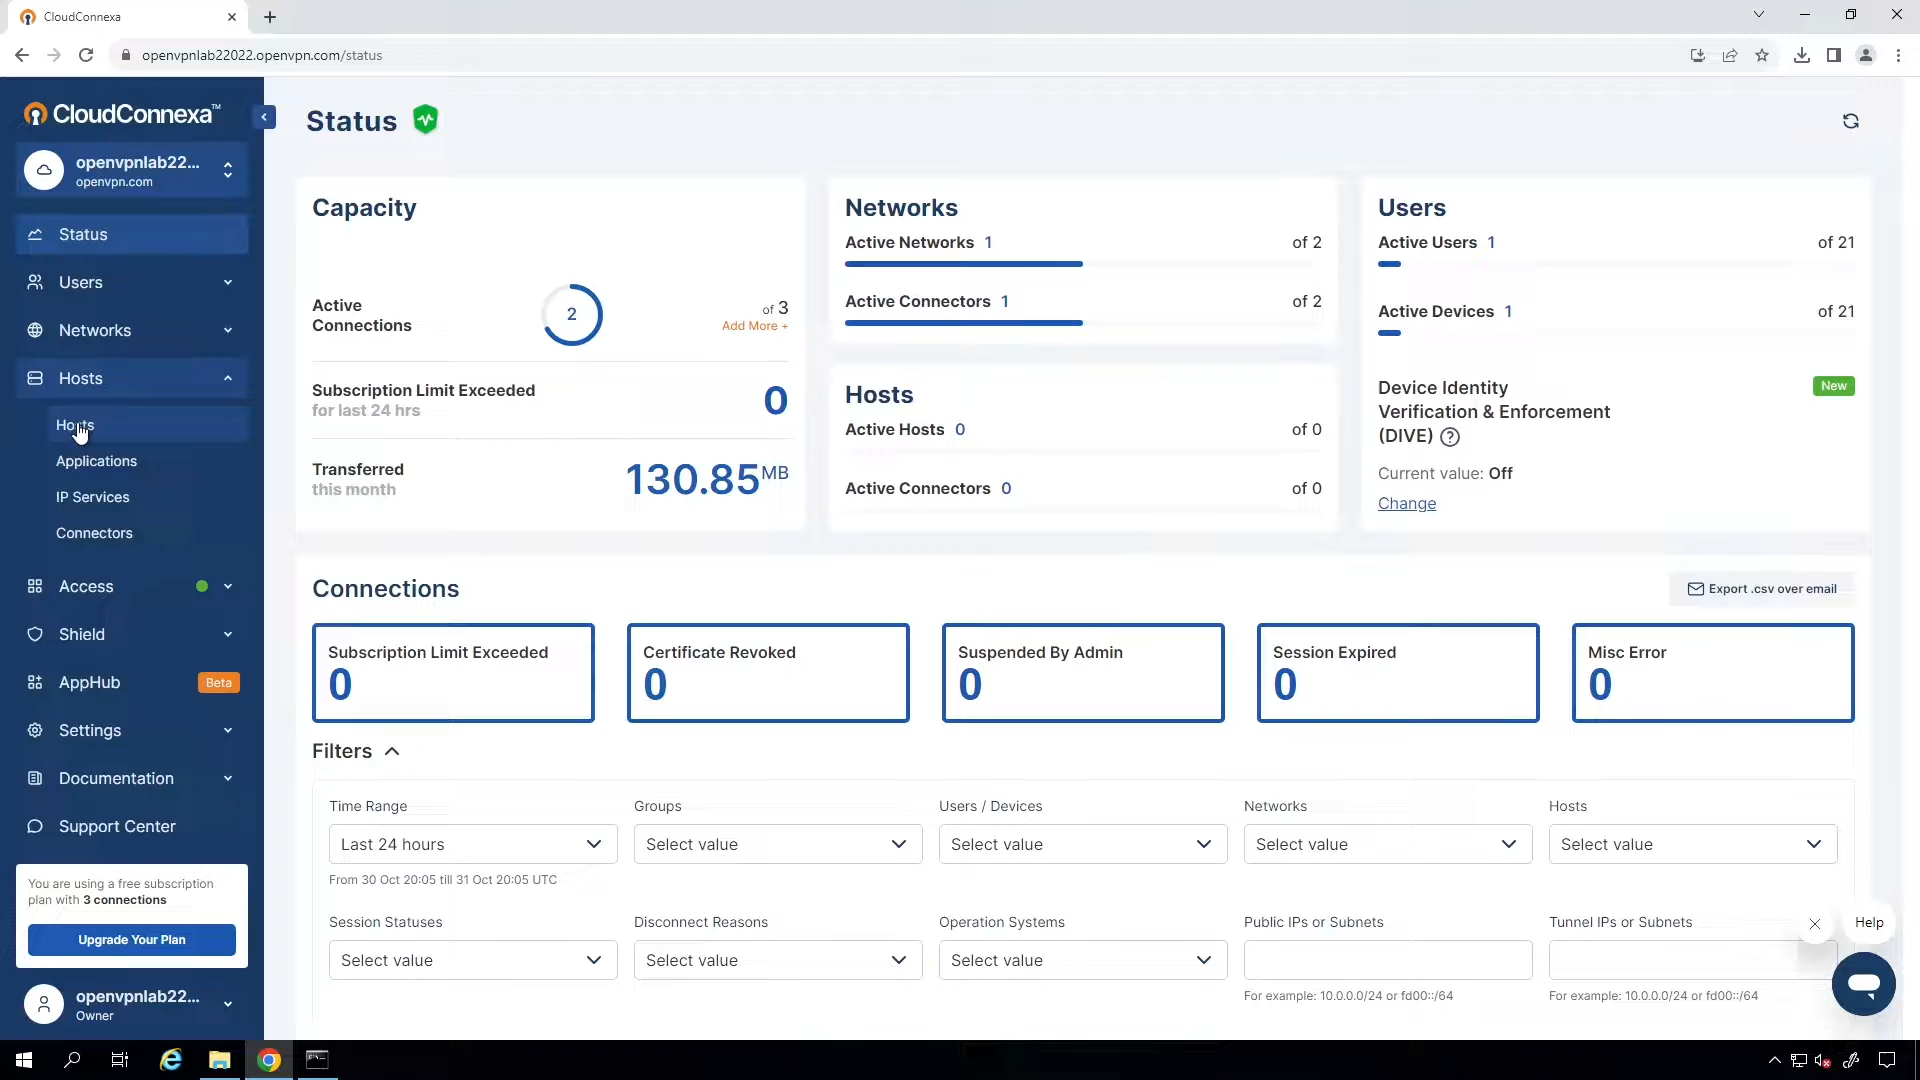 CloudConnexa
openvpnlab22022.openvpn.com/status
CloudConnexa™
openvpnlab22...
openvpn.com
Status
Users
Networks
Hosts
Hosts
Applications
IP Services
Connectors
Access
Shield
AppHub
Beta
Settings
Documentation
Support Center
You are using a free subscription
plan with 3 connections
Upgrade Your Plan
openvpnlab22...
Owner
Status
Capacity
Active
Connections
2
of 3
Add More +
Subscription Limit Exceeded
for last 24 hrs
0
Transferred
this month
130.85 MB
Networks
Active Networks 1 of 2
Active Connectors 1 of 2
Hosts
Active Hosts 0 of 0
Active Connectors 0 of 0
Users
Active Users 1 of 21
Active Devices 1 of 21
Device Identity
Verification & Enforcement
(DIVE) ?
New
Current value: Off
Change
Connections
Export .csv over email
Subscription Limit Exceeded
0
Certificate Revoked
0
Suspended By Admin
0
Session Expired
0
Misc Error
0
Filters
Time Range
Last 24 hours
From 30 Oct 20:05 till 31 Oct 20:05 UTC
Groups
Select value
Users / Devices
Select value
Networks
Select value
Hosts
Select value
Session Statuses
Select value
Disconnect Reasons
Select value
Operation Systems
Select value
Public IPs or Subnets
For example: 10.0.0.0/24 or fd00::/64
Tunnel IPs or Subnets
For example: 10.0.0.0/24 or fd00::/64
Help